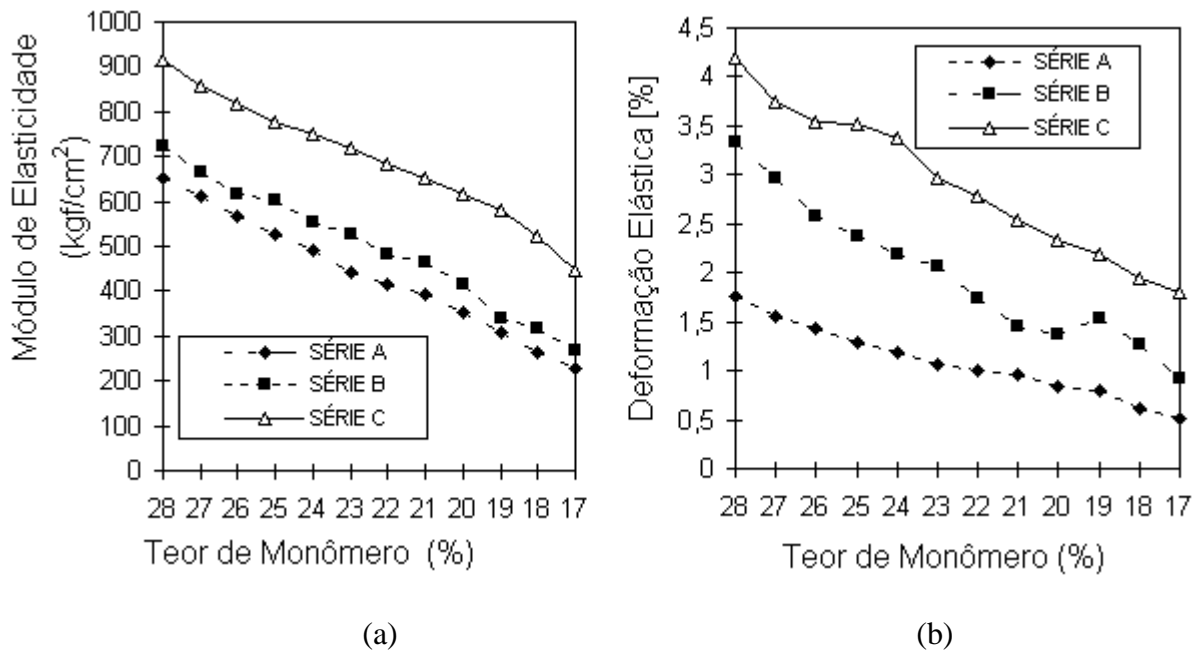 Módulo de Elasticidade
(kgf/cm²)
1000
900
800
700
600
500
400
300
200
100
0
SÉRIE A
SÉRIE B
SÉRIE C
28 27 26 25 24 23 22 21 20 19 18 17
Teor de Monômero (%)
(a)
Deformação Elástica [%]
4,5
4
3,5
3
2,5
2
1,5
1
0,5
0
SÉRIE A
SÉRIE B
SÉRIE C
28 27 26 25 24 23 22 21 20 19 18 17
Teor de Monômero (%)
(b)